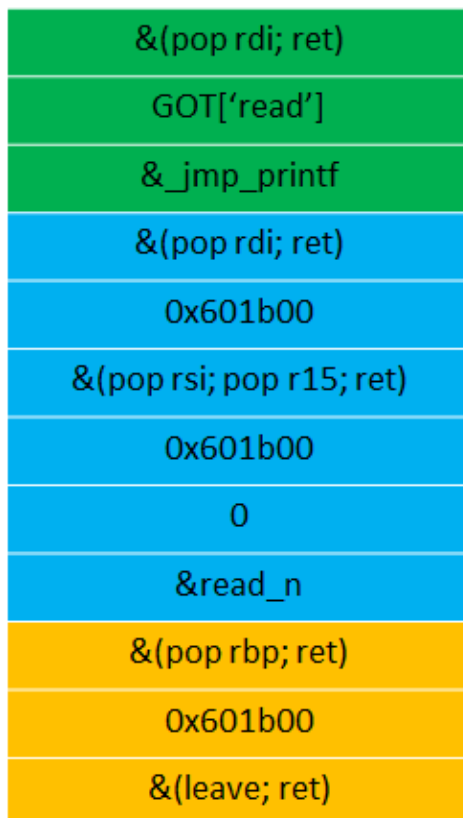 &(pop rdi; ret)
GOT[‘read’]
&_jmp_printf
&(pop rdi; ret)
0x601b00
&(pop rsi; pop r15; ret)
0x601b00
0
&read_n
&(pop rbp; ret)
0x601b00
&(leave; ret)